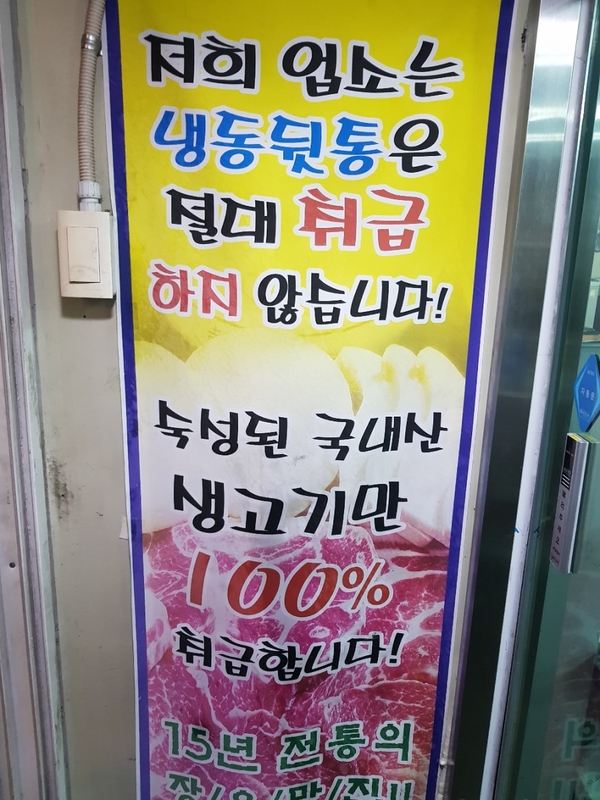 저희 업소는
냉동뒷통은
절대 취급
하지 않습니다!
숙성된 국내산
생고기만
100%
취급합니다!
15년 전통의